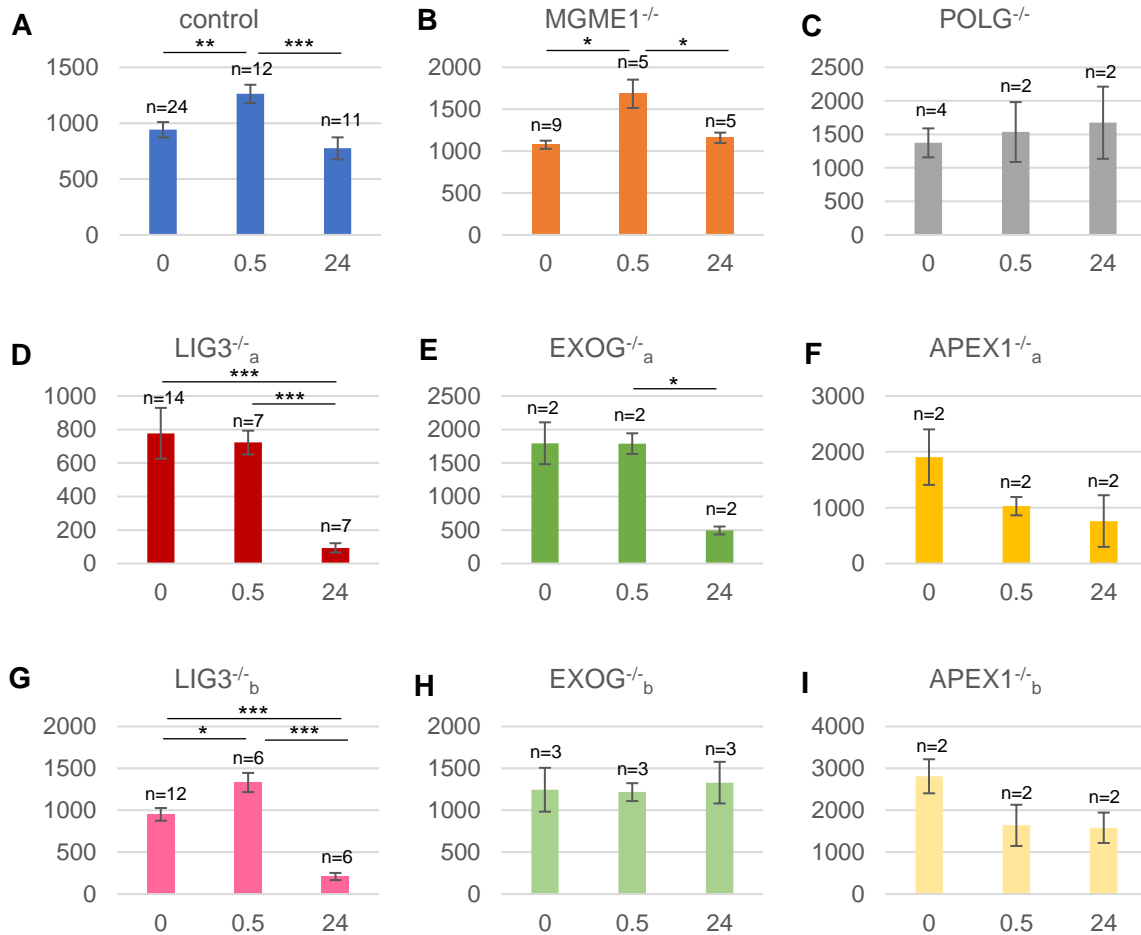 A
control
** ***
1500
1000
500
0
n=24
n=12
n=11
0 0.5 24
B
MGME1-/-
* *
2000
1500
1000
500
0
n=9
n=5
n=5
0 0.5 24
C
POLG-/-
2500
2000
1500
1000
500
0
n=4
n=2
n=2
0 0.5 24
D
LIG3-/-a
***
***
1000
800
600
400
200
0
n=14
n=7
n=7
0 0.5 24
E
EXOG-/-a
*
2500
2000
1500
1000
500
0
n=2
n=2
n=2
0 0.5 24
F
APEX1-/-a
3000
2000
1000
0
n=2
n=2
n=2
0 0.5 24
G
LIG3-/-b
***
* ***
2000
1500
1000
500
0
n=12
n=6
n=6
0 0.5 24
H
EXOG-/-b
2000
1500
1000
500
0
n=3
n=3
n=3
0 0.5 24
I
APEX1-/-b
4000
3000
2000
1000
0
n=2
n=2
n=2
0 0.5 24